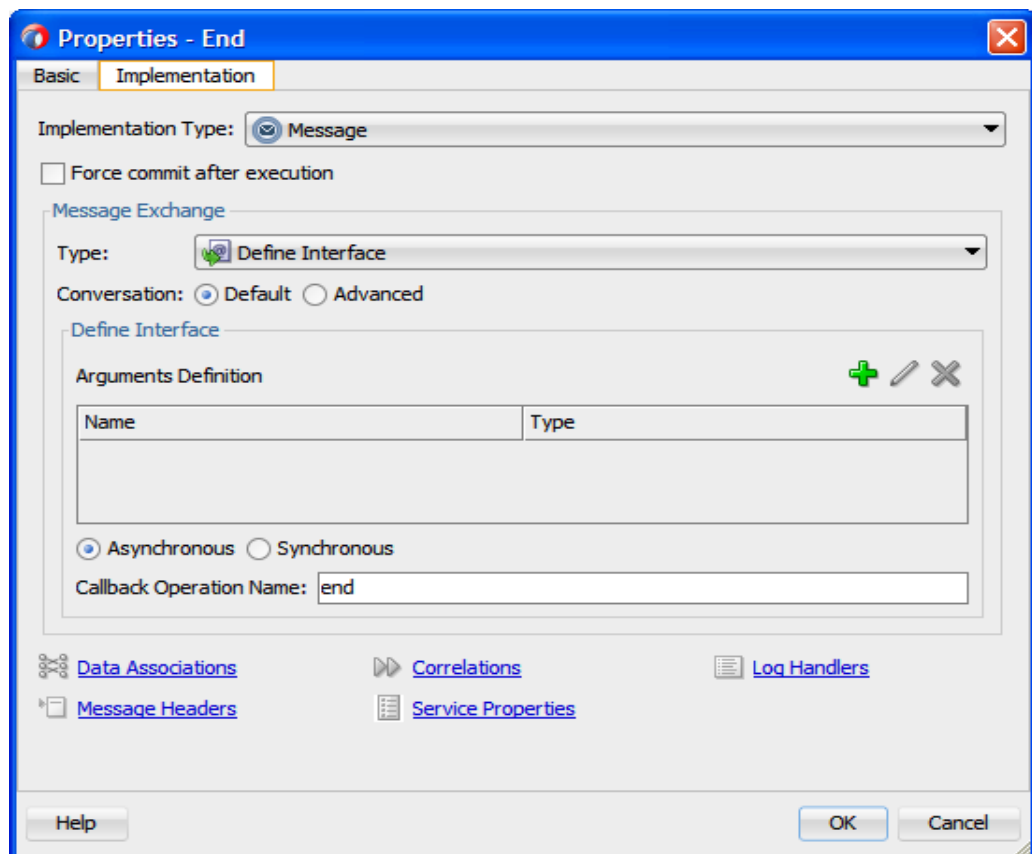 Properties - End
Basic Implementation
Implementation Type: Message
Force commit after execution
Message Exchange
Type: Define Interface
Conversation: Default Advanced
Define Interface
Arguments Definition
Name Type
Asynchronous Synchronous
Callback Operation Name: end
Data Associations Correlations Log Handlers
Message Headers Service Properties
Help OK Cancel